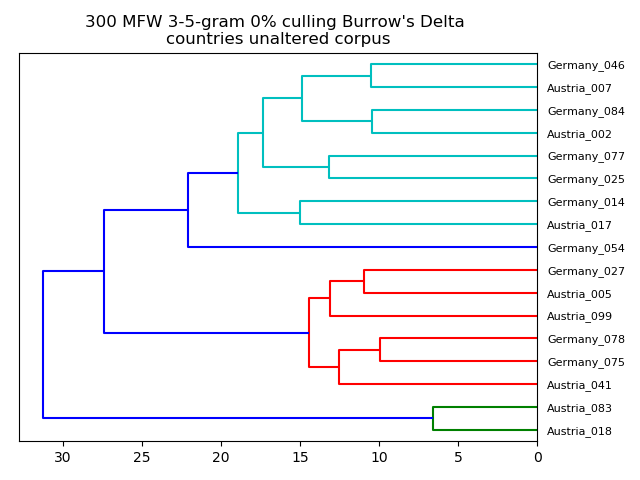 300 MFW 3-5-gram 0% culling Burrow's Delta
countries unaltered corpus
Germany_046
Austria_007
Germany_084
Austria_002
Germany_077
Germany_025
Germany_014
Austria_017
Germany_054
Germany_027
Austria_005
Austria_099
Germany_078
Germany_075
Austria_041
Austria_083
Austria_018
30 25 20 15 10 5 0